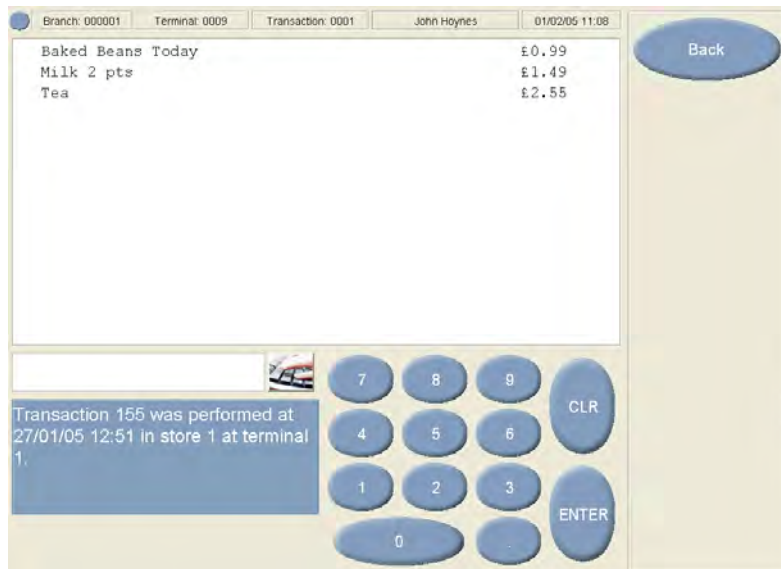 Branch: 000001 Terminal: 0009 Transaction: 0001 John Hoynes 01/02/05 11:08
Baked Beans Today £0.99
Milk 2 pts £1.49
Tea £2.55
Back
7 8 9
CLR
Transaction 155 was performed at
27/01/05 12:51 in store 1 at terminal
1.
4 5 6
1 2 3
ENTER
0 .